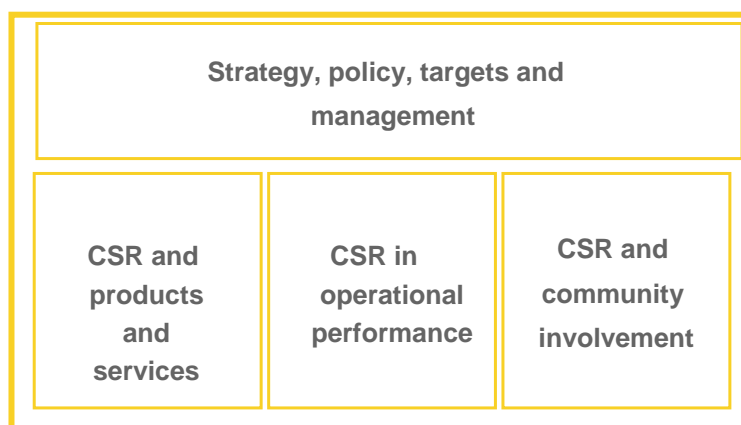 Strategy, policy, targets and
management
CSR and
products
and
services
CSR in
operational
performance
CSR and
community
involvement